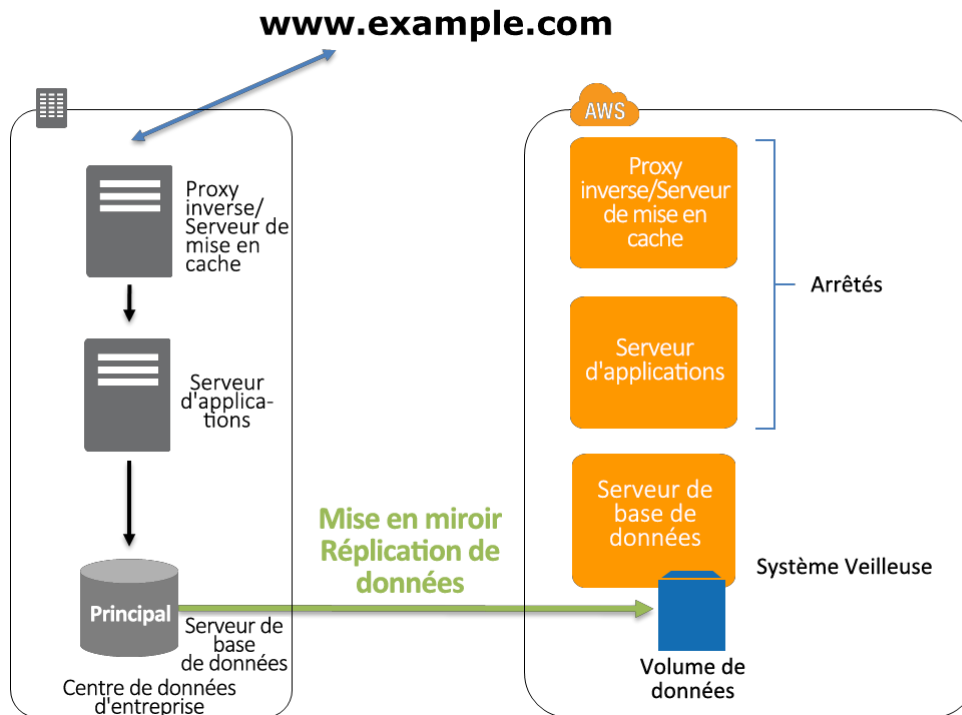 www.example.com
AWS
Proxy
inverse/
Serveur de
mise en
cache
Serveur
d'applica-
tions
Principal
Serveur de
base
de données
Centre de données
d'entreprise
Mise en miroir
Réplication de
données
Proxy
inverse/Serveur
de mise en
cache
Serveur
d'applications
Arrêtés
Serveur de
base de
données
Système Veilleuse
Volume de
données